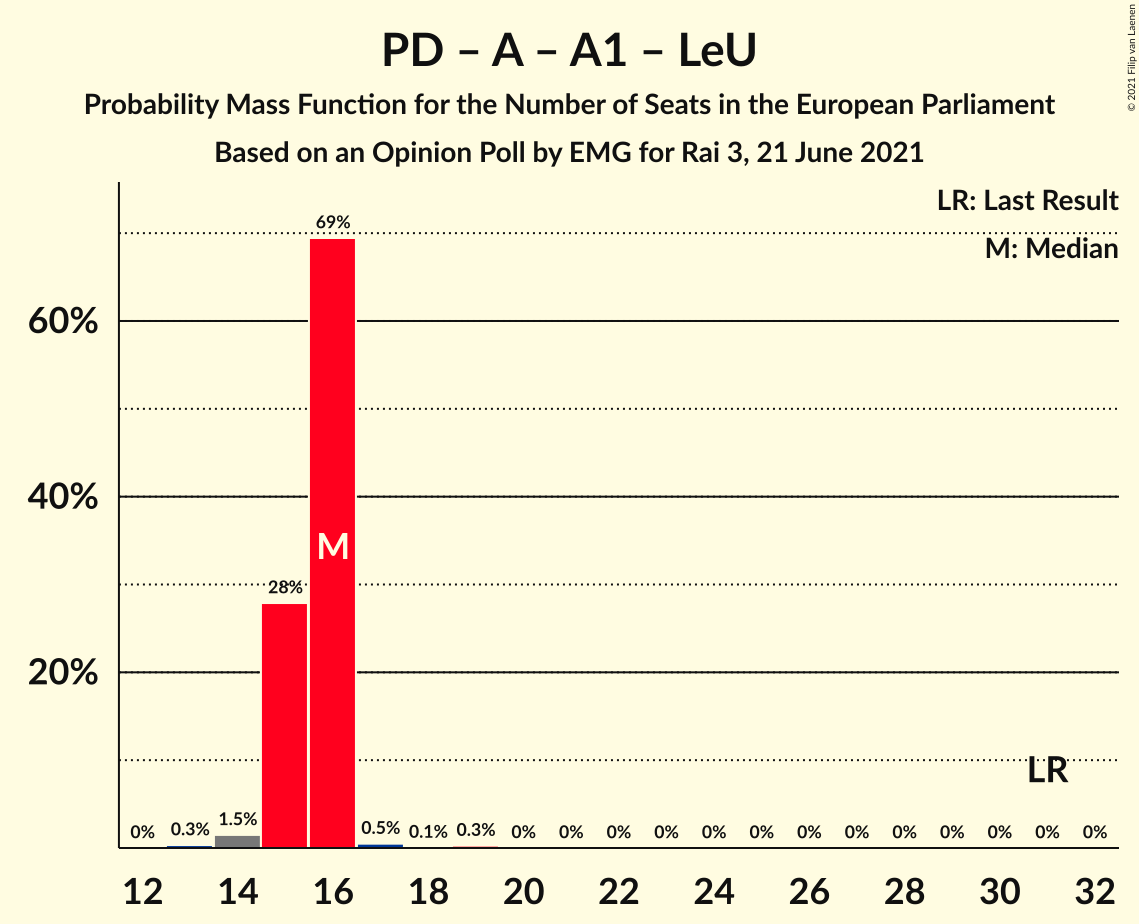 PD – A – A1 – LeU
Probability Mass Function for the Number of Seats in the European Parliament
Based on an Opinion Poll by EMG for Rai 3, 21 June 2021
© 2021 Filip van Laenen
LR: Last Result
M: Median
60%
40%
20%
0% 0.3% 1.5% 28% 69% 0.5% 0.1% 0.3% 0% 0% 0% 0% 0% 0% 0% 0% 0% 0% 0% 0% 0%
M
LR
12 14 16 18 20 22 24 26 28 30 32